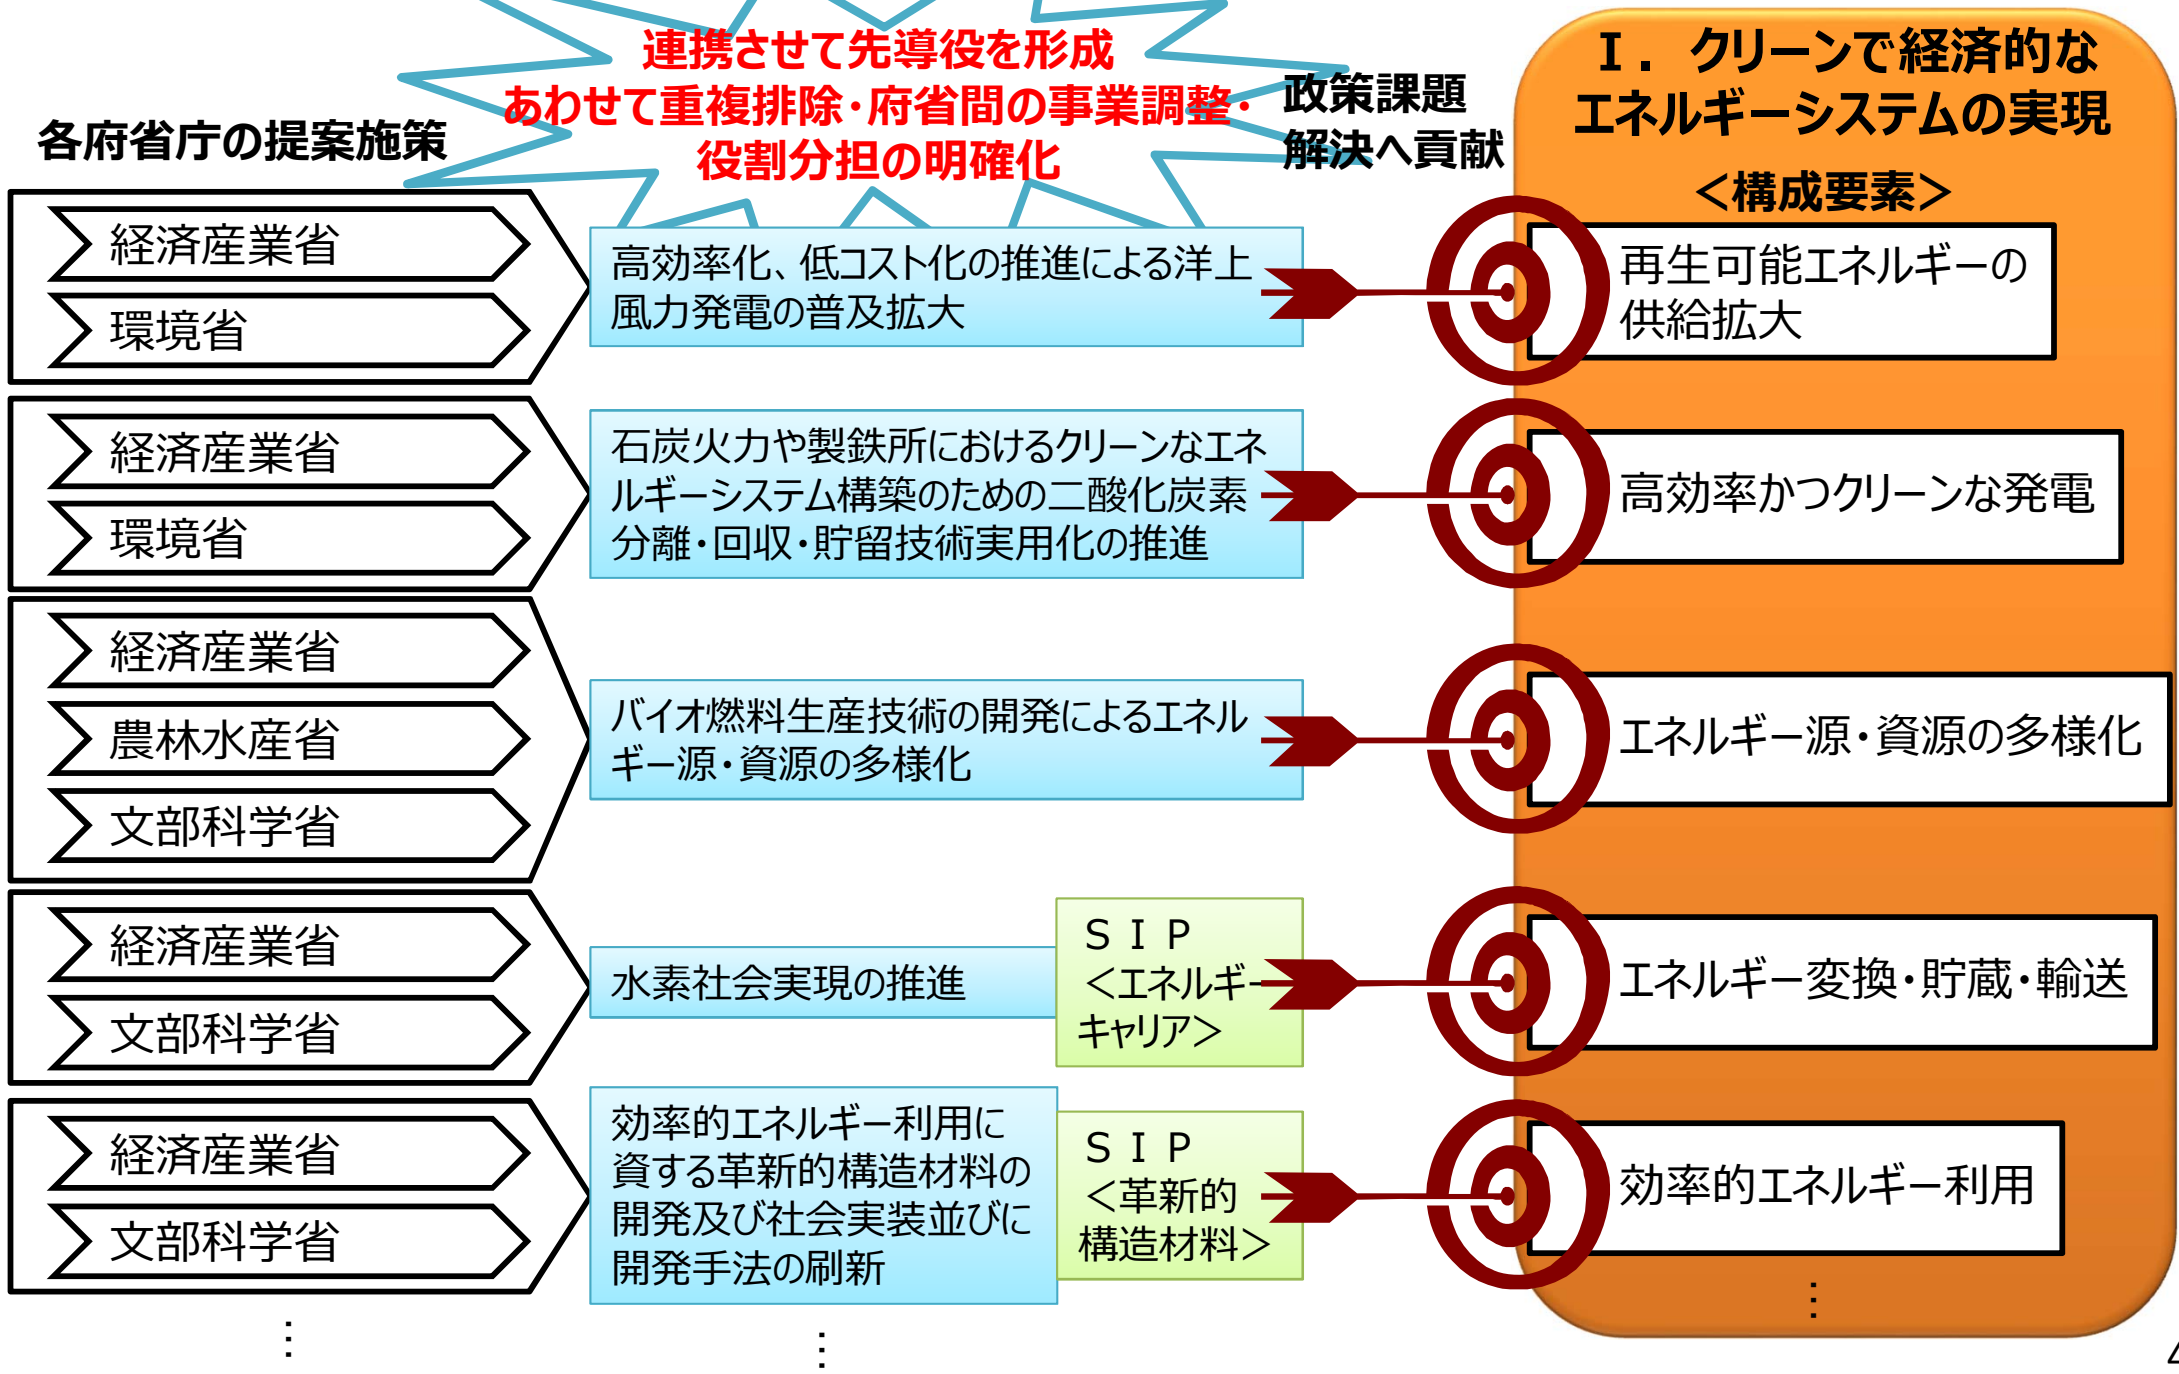 連携させて先導役を形成
あわせて重複排除・府省間の事業調整・
役割分担の明確化
各府省庁の提案施策
政策課題
解決へ貢献
Ⅰ．クリーンで経済的な
エネルギーシステムの実現
＜構成要素＞
経済産業省
環境省
高効率化、低コスト化の推進による洋上
風力発電の普及拡大
再生可能エネルギーの
供給拡大
経済産業省
環境省
石炭火力や製鉄所におけるクリーンなエネ
ルギーシステム構築のための二酸化炭素
分離・回収・貯留技術実用化の推進
高効率かつクリーンな発電
経済産業省
農林水産省
文部科学省
バイオ燃料生産技術の開発によるエネル
ギー源・資源の多様化
エネルギー源・資源の多様化
経済産業省
文部科学省
水素社会実現の推進
ＳＩＰ
＜エネルギー
キャリア＞
エネルギー変換・貯蔵・輸送
経済産業省
文部科学省
効率的エネルギー利用に
資する革新的構造材料の
開発及び社会実装並びに
開発手法の刷新
ＳＩＰ
＜革新的
構造材料＞
効率的エネルギー利用
…
…
…